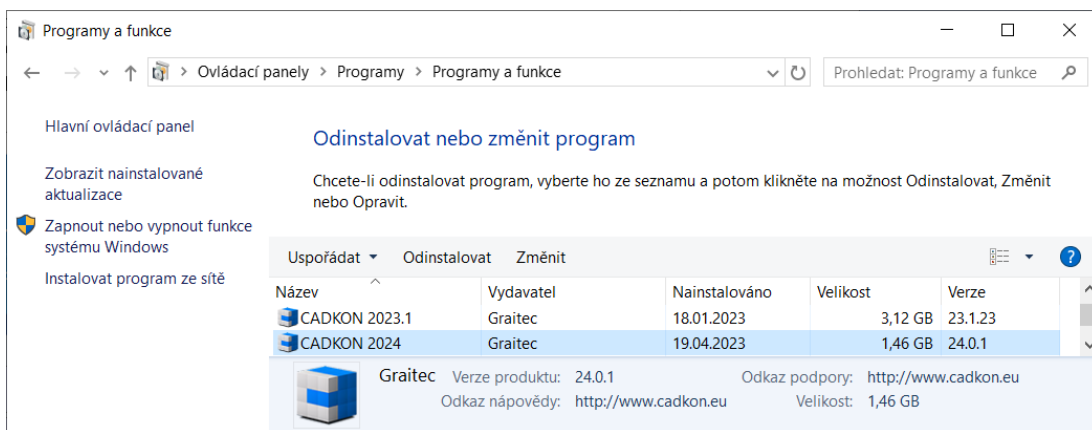 Programy a funkce
Ovládací panely > Programy > Programy a funkce
Prohledat: Programy a funkce
Hlavní ovládací panel
Zobrazit nainstalované
aktualizace
Zapnout nebo vypnout funkce
systému Windows
Instalovat program ze sítě
Odinstalovat nebo změnit program
Chcete-li odinstalovat program, vyberte ho ze seznamu a potom klikněte na možnost Odinstalovat, Změnit
nebo Opravit.
Uspořádat Odinstalovat Změnit
Název Vydavatel Nainstalováno Velikost Verze
CADKON 2023.1 Graitec 18.01.2023 3,12 GB 23.1.23
CADKON 2024 Graitec 19.04.2023 1,46 GB 24.0.1
Graitec Verze produktu: 24.0.1 Odkaz podpory: http://www.cadkon.eu
Odkaz nápovědy: http://www.cadkon.eu Velikost: 1,46 GB